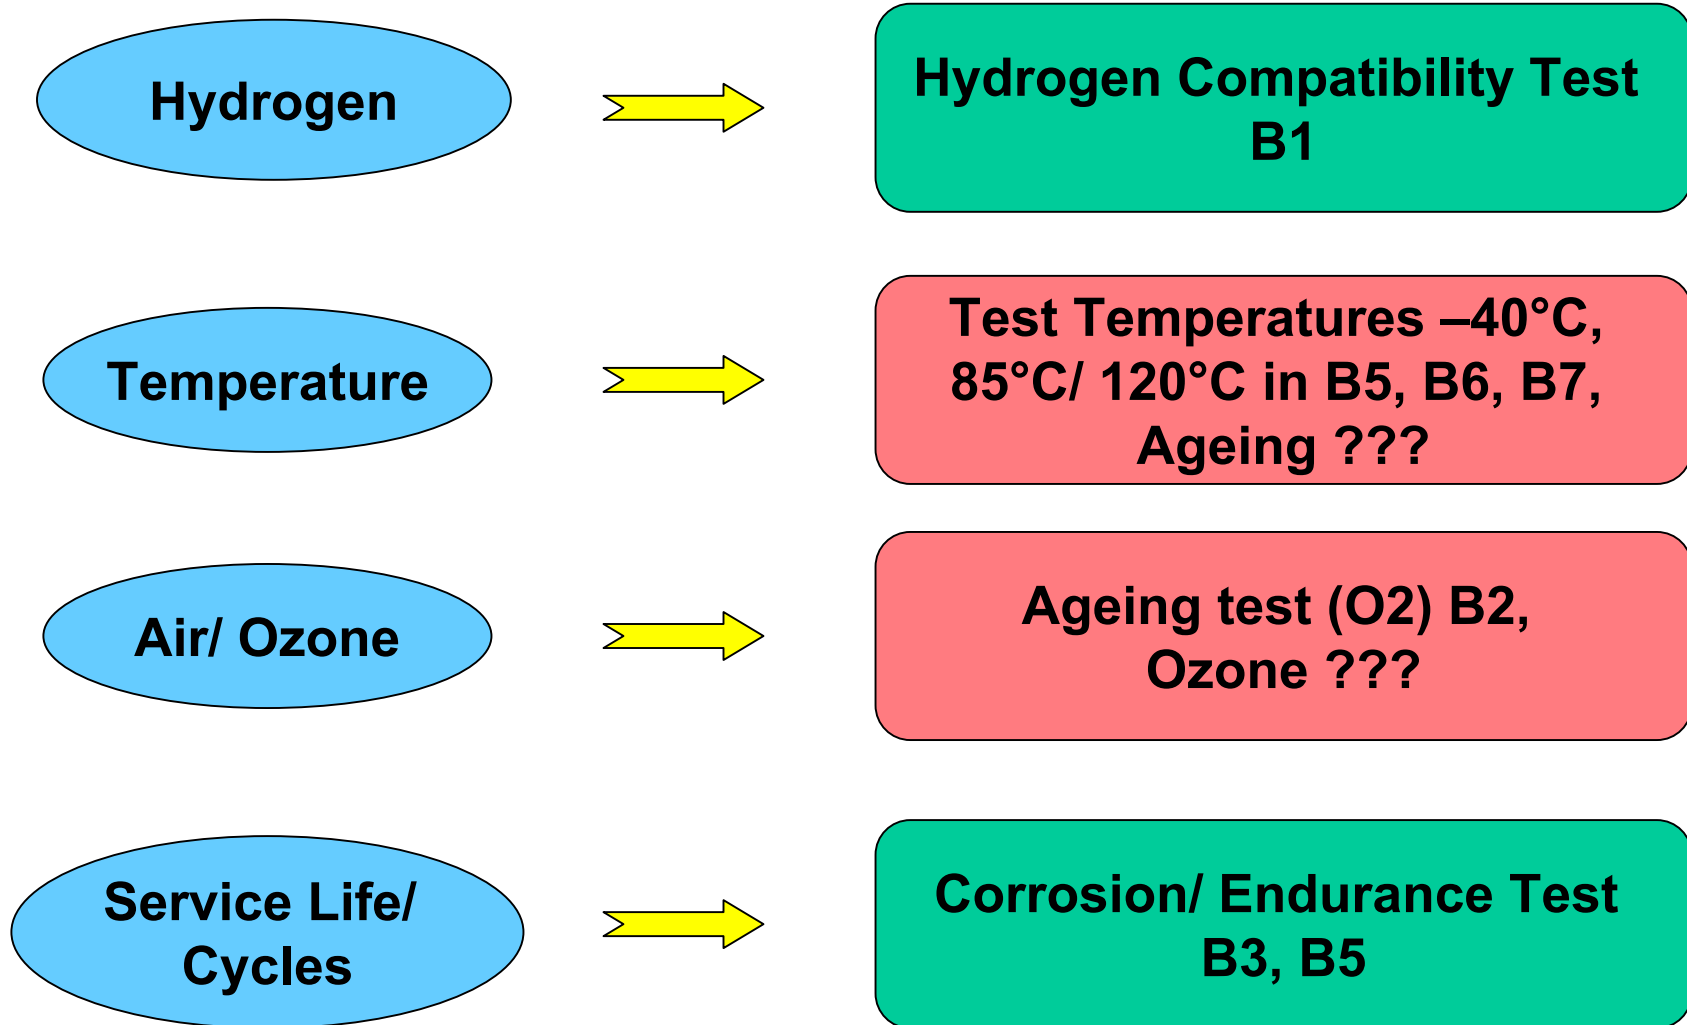 Hydrogen
Hydrogen Compatibility Test
B1
Temperature
Test Temperatures –40°C,
85°C/ 120°C in B5, B6, B7,
Ageing ???
Air/ Ozone
Ageing test (O2) B2,
Ozone ???
Service Life/
Cycles
Corrosion/ Endurance Test
B3, B5